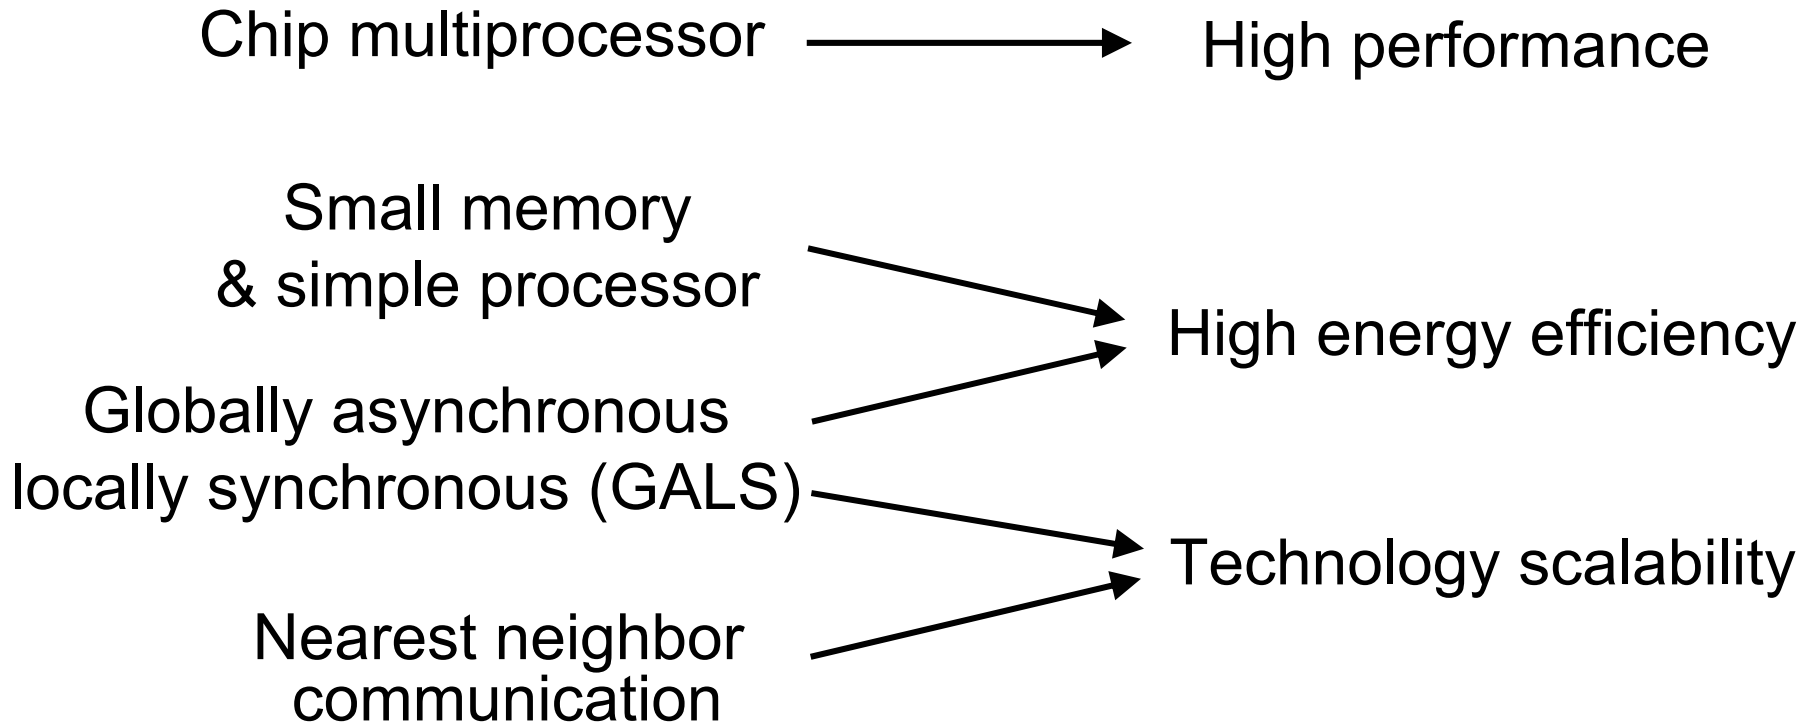 Chip multiprocessor
High performance
Small memory
& simple processor
High energy efficiency
Globally asynchronous
locally synchronous (GALS)
Technology scalability
Nearest neighbor
communication